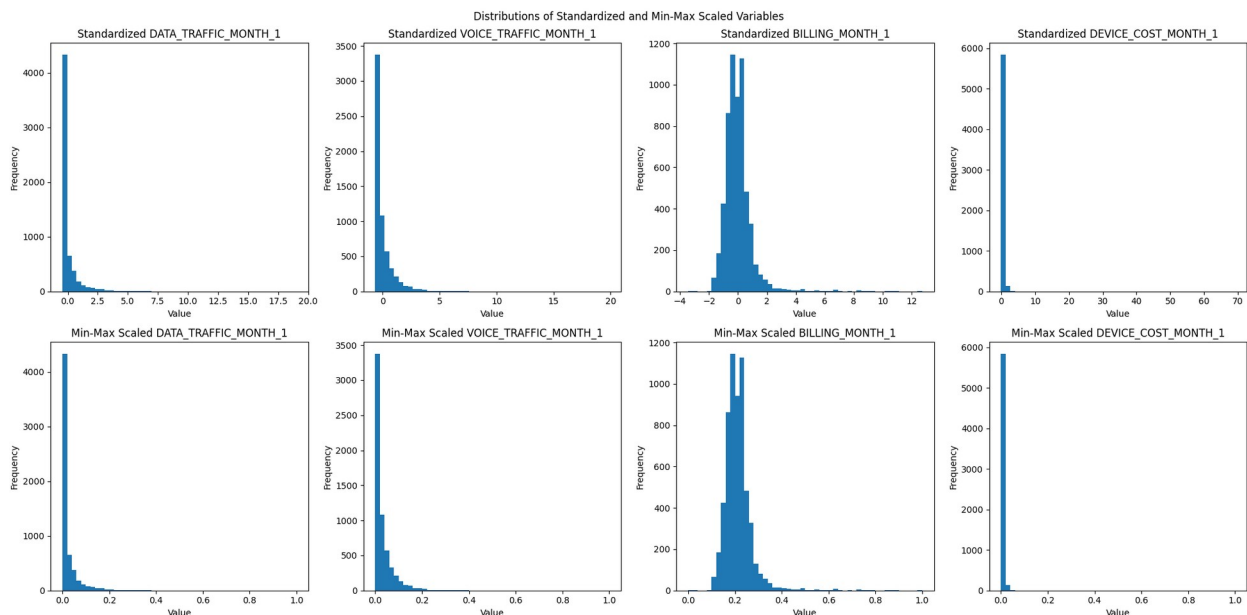 Distributions of Standardized and Min-Max Scaled Variables
Standardized DATA_TRAFFIC_MONTH_1
Frequency
4000
3000
2000
1000
0
0.0 2.5 5.0 7.5 10.0 12.5 15.0 17.5 20.0
Value
Standardized VOICE_TRAFFIC_MONTH_1
Frequency
3500
3000
2500
2000
1500
1000
500
0
0 5 10 15 20
Value
Standardized BILLING_MONTH_1
Frequency
1200
1000
800
600
400
200
0
−4 −2 0 2 4 6 8 10 12
Value
Standardized DEVICE_COST_MONTH_1
Frequency
6000
5000
4000
3000
2000
1000
0
0 10 20 30 40 50 60 70
Value
Min-Max Scaled DATA_TRAFFIC_MONTH_1
Frequency
4000
3000
2000
1000
0
0.0 0.2 0.4 0.6 0.8 1.0
Value
Min-Max Scaled VOICE_TRAFFIC_MONTH_1
Frequency
3500
3000
2500
2000
1500
1000
500
0
0.0 0.2 0.4 0.6 0.8 1.0
Value
Min-Max Scaled BILLING_MONTH_1
Frequency
1200
1000
800
600
400
200
0
0.0 0.2 0.4 0.6 0.8 1.0
Value
Min-Max Scaled DEVICE_COST_MONTH_1
Frequency
6000
5000
4000
3000
2000
1000
0
0.0 0.2 0.4 0.6 0.8 1.0
Value